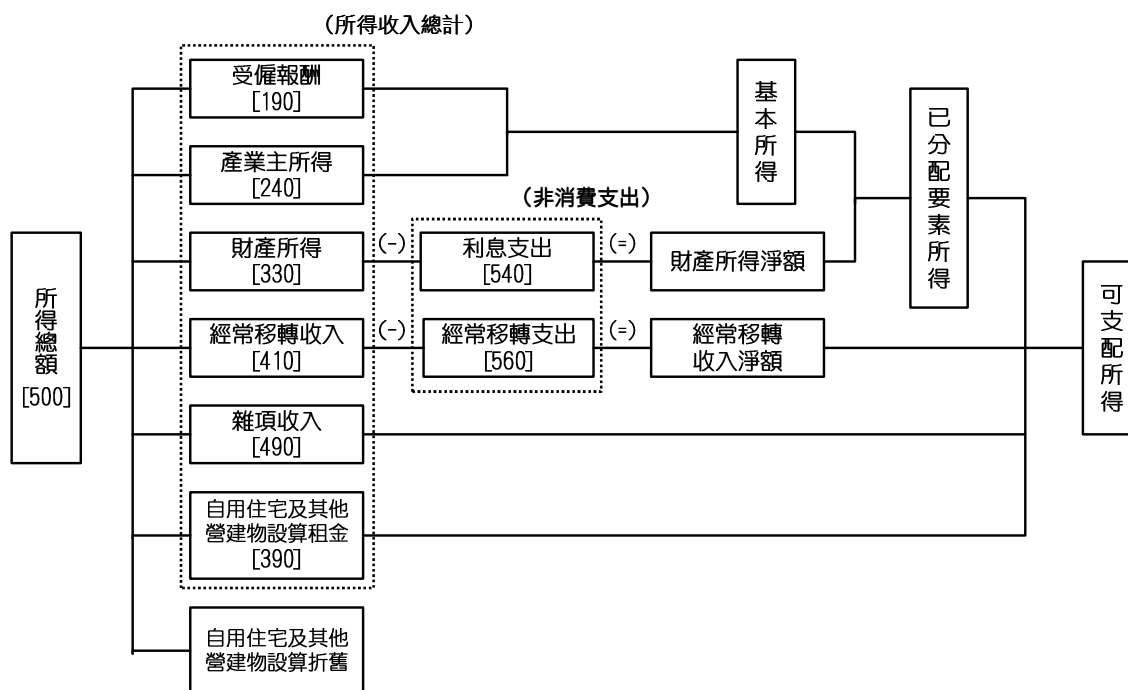 （所得收入總計）
受僱報酬
[190]
產業主所得
[240]
基本所得
已分配要素所得
（非消費支出）
財產所得
[330]
(-)
利息支出
[540]
(=)
財產所得淨額
所得總額
[500]
經常移轉收入
[410]
(-)
經常移轉支出
[560]
(=)
經常移轉
收入淨額
可支配所得
雜項收入
[490]
自用住宅及其他
營建物設算租金
[390]
自用住宅及其他
營建物設算折舊